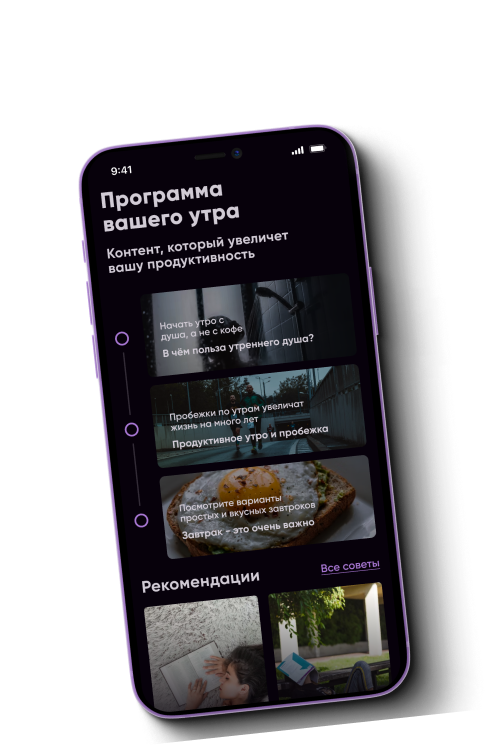 9:41
Программа
вашего утра
Контент, который увеличет
вашу продуктивность
Начать утро с
душа, а не с кофе
В чём польза утреннего душа?
Пробежки по утрам увеличат
жизнь на много лет
Продуктивное утро и пробежка
Посмотрите варианты
простых и вкусных завтроков
Завтрак - это очень важно
Рекомендации
Все советы